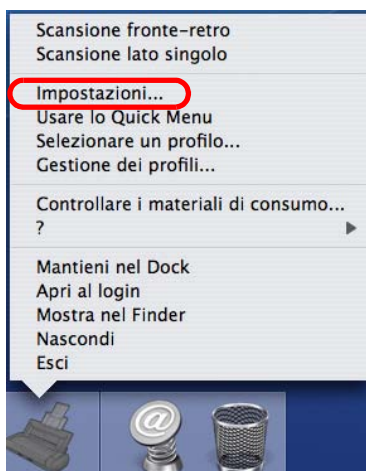 Scansione fronte-retro
Scansione lato singolo
Impostazioni...
Usare lo Quick Menu
Selezionare un profilo...
Gestione dei profili...
Controllare i materiali di consumo...
?
Mantieni nel Dock
Apri al login
Mostra nel Finder
Nascondi
Esci
@